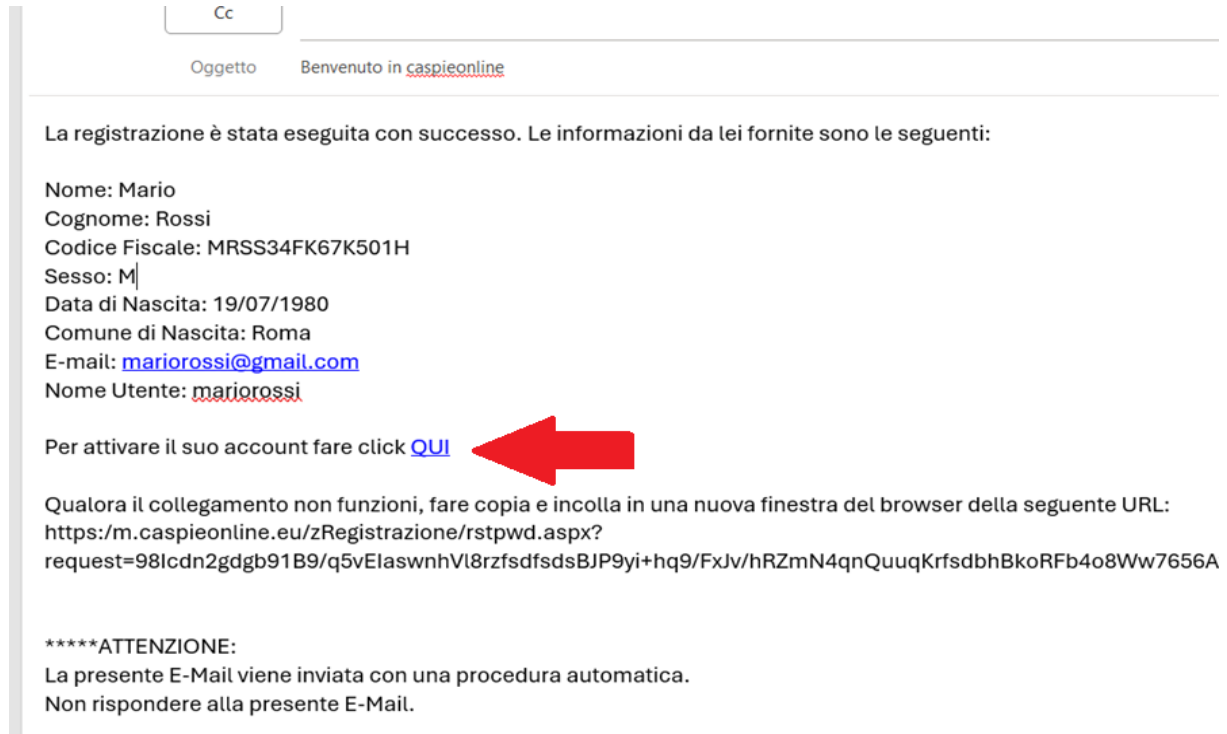 Cc
Oggetto Benvenuto in caspieonline
La registrazione è stata eseguita con successo. Le informazioni da lei fornite sono le seguenti:
Nome: Mario
Cognome: Rossi
Codice Fiscale: MRSS34FK67K501H
Sesso: M
Data di Nascita: 19/07/1980
Comune di Nascita: Roma
E-mail: mariorossi@gmail.com
Nome Utente: mariorossi
Per attivare il suo account fare click QUI
Qualora il collegamento non funzioni, fare copia e incolla in una nuova finestra del browser della seguente URL:
https:/m.caspieonline.eu/zRegistrazione/rstpwd.aspx?
request=98Icdn2gdgb91B9/q5vEIaswnhVl8rzfsdfsdsBJP9yi+hq9/FxJv/hRZmN4qnQuuqKrfsdbhBkoRFb4o8Ww7656A
*****ATTENZIONE:
La presente E-Mail viene inviata con una procedura automatica.
Non rispondere alla presente E-Mail.